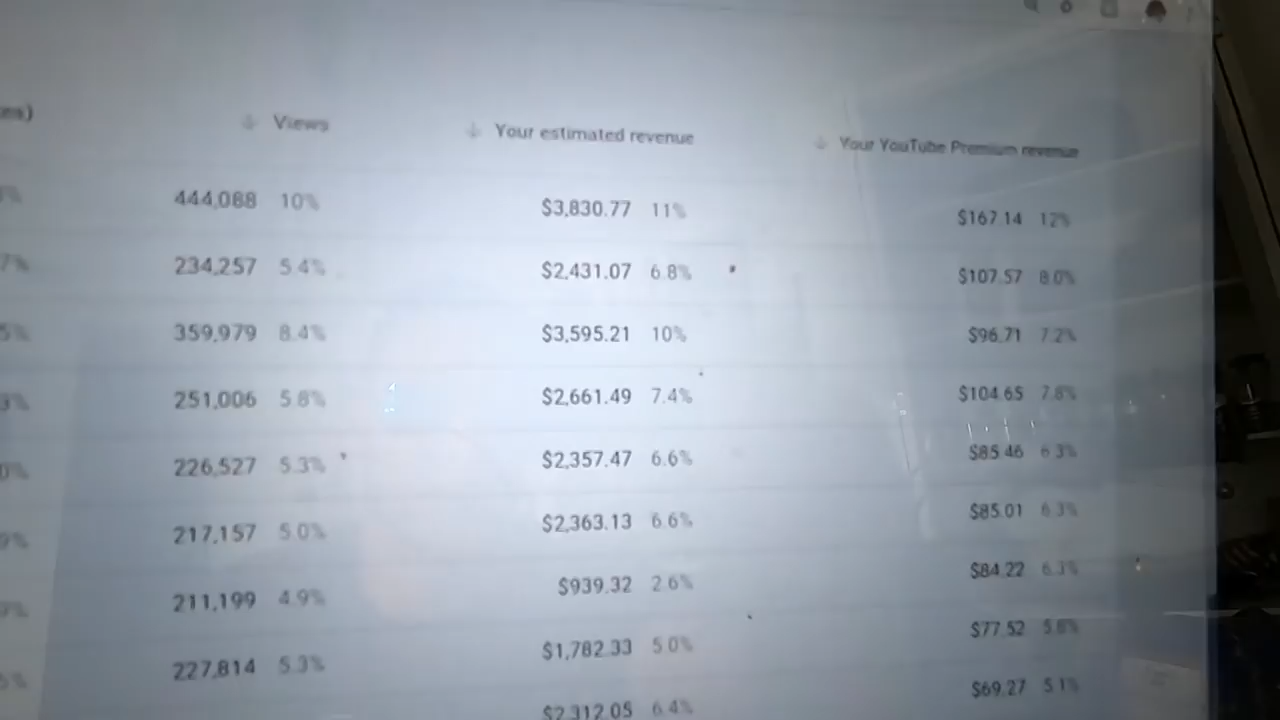 Views Your estimated revenue Your YouTube Premium revenue
444,088 10% $3,830.77 11% $167.14 12%
234,257 5.4% $2,431.07 6.8% $107.57 8.0%
359,979 8.4% $3,595.21 10% $96.71 7.2%
251,006 5.8% $2,661.49 7.4% $104.65 7.8%
226,527 5.3% $2,357.47 6.6% $85.46 6.3%
217,157 5.0% $2,363.13 6.6% $85.01 6.3%
211,199 4.9% $939.32 2.6% $84.22 6.3%
227,814 5.3% $1,782.33 5.0% $77.52 5.8%
$2,312.05 6.4% $69.27 5.1%